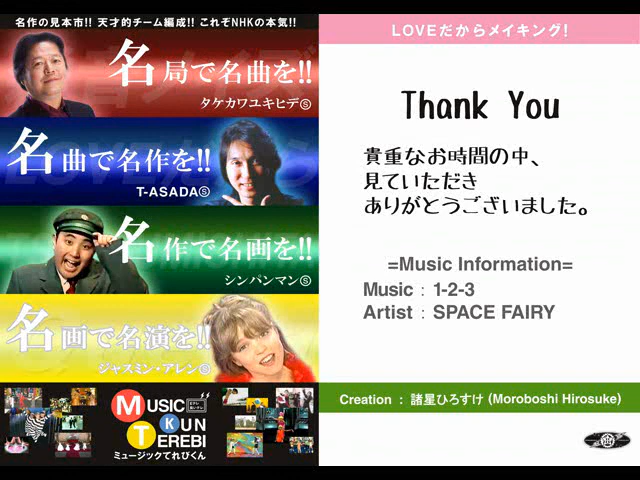 名作の見本市!! 天才的チーム編成!! これぞNHKの本気!!
名局で名曲を!!
タケカワユキヒデⓈ
名曲で名作を!!
T-ASADAⓈ
名作で名画を!!
シンパンマンⓈ
名画で名演を!!
ジャスミン・アレンⓈ
MUSIC
KUN
TEREBI
ミュージックてれびくん
LOVEだからメイキング!
Thank You
貴重なお時間の中、
見ていただき
ありがとうございました。
=Music Information=
Music : 1-2-3
Artist : SPACE FAIRY
Creation : 諸星ひろすけ (Moroboshi Hirosuke)